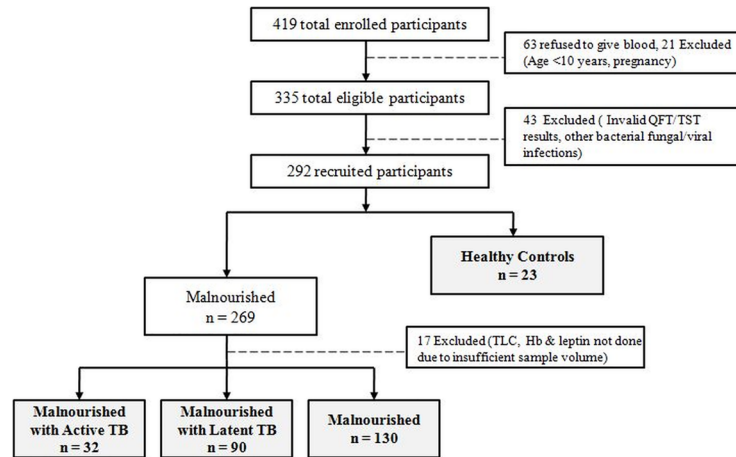 419 total enrolled participants
63 refused to give blood, 21 Excluded
(Age <10 years, pregnancy)
335 total eligible participants
43 Excluded ( Invalid QFT/TST
results, other bacterial fungal/viral
infections)
292 recruited participants
Healthy Controls
n = 23
Malnourished
n = 269
17 Excluded (TLC, Hb & leptin not done
due to insufficient sample volume)
Malnourished
with Active TB
n = 32
Malnourished
with Latent TB
n = 90
Malnourished
n = 130